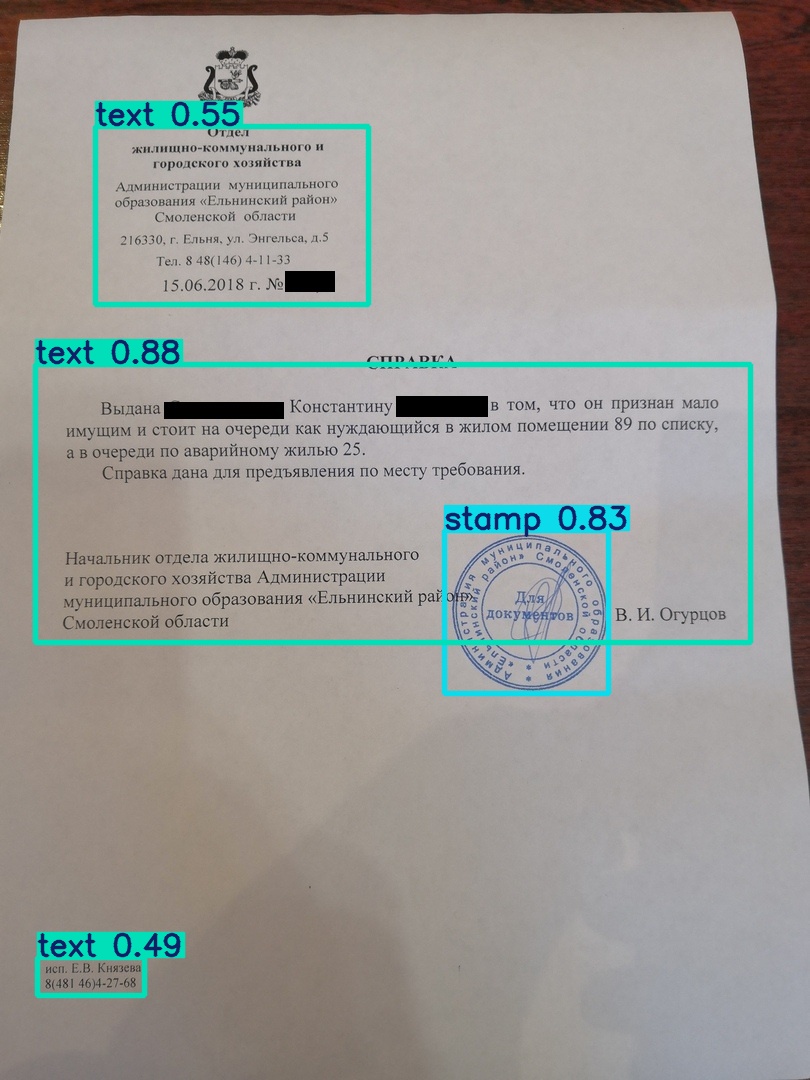 text 0.55
Отдел
жилищно-коммунального и
городского хозяйства
Администрации муниципального
образования «Ельнинский район»
Смоленской области
216330, г. Ельня, ул. Энгельса, д.5
Тел. 8 48(146) 4-11-33
15.06.2018 г. №
text 0.88
СПРАВКА
Выдана Константину в том, что он признан мало
имущим и стоит на очереди как нуждающийся в жилом помещении 89 по списку,
а в очереди по аварийному жилью 25.
Справка дана для предъявления по месту требования.
stamp 0.83
Начальник отдела жилищно-коммунального
и городского хозяйства Администрации
муниципального образования «Ельнинский район»
Смоленской области
Администрация муниципального образования
«Ельнинский район» Смоленской области
Для
документов
В. И. Огурцов
text 0.49
исп. Е.В. Князева
8(481 46)4-27-68